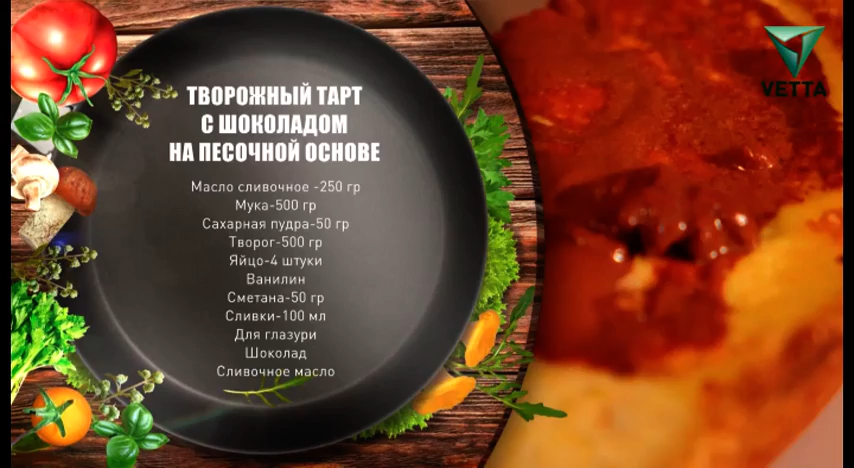 ТВОРОЖНЫЙ ТАРТ
С ШОКОЛАДОМ
НА ПЕСОЧНОЙ ОСНОВЕ
Масло сливочное -250 гр
Мука-500 гр
Сахарная пудра-50 гр
Творог-500 гр
Яйцо-4 штуки
Ванилин
Сметана-50 гр
Сливки-100 мл
Для глазури
Шоколад
Сливочное масло
VETTA